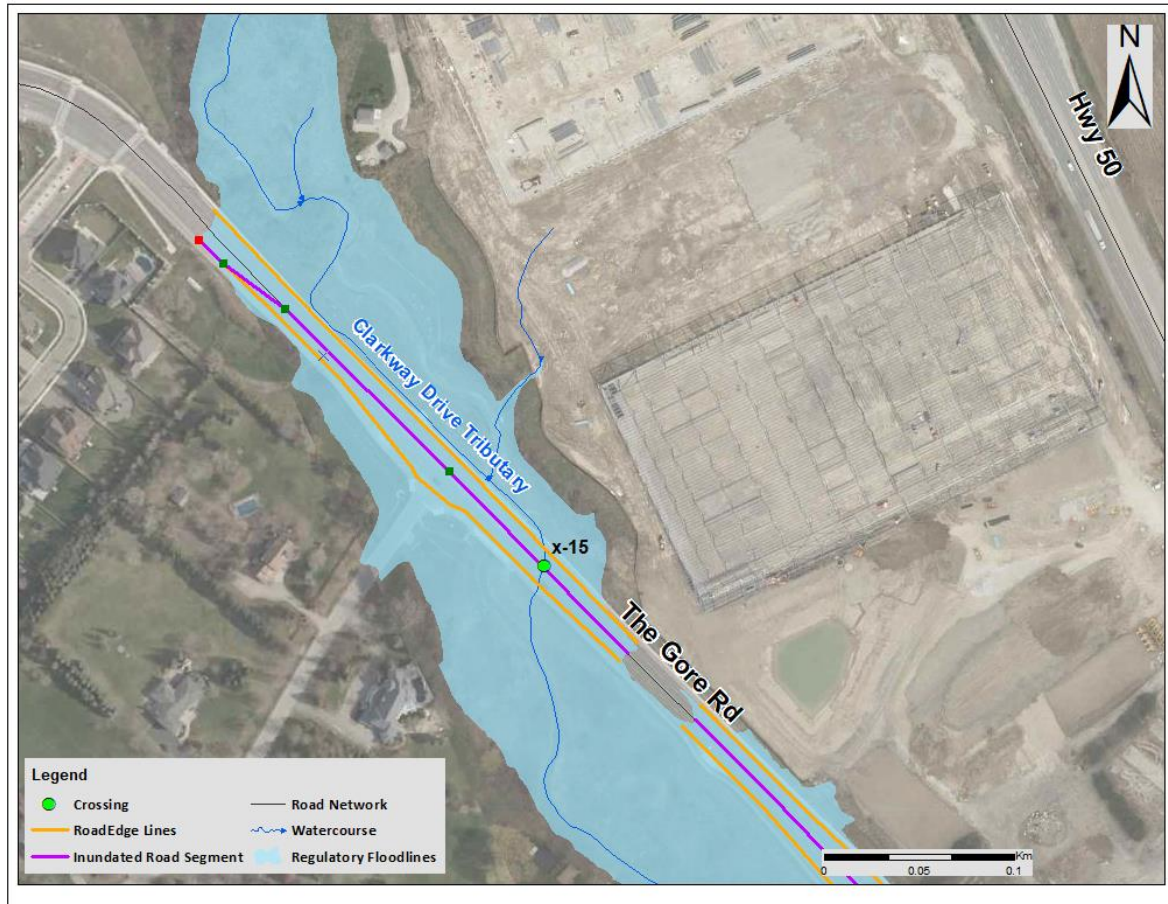 N
Hwy 50
Clarkway Drive Tributary
x-15
The Gore Rd
Legend
Crossing
Road Network
RoadEdge Lines
Watercourse
Inundated Road Segment
Regulatory Floodlines
Km
0 0.05 0.1